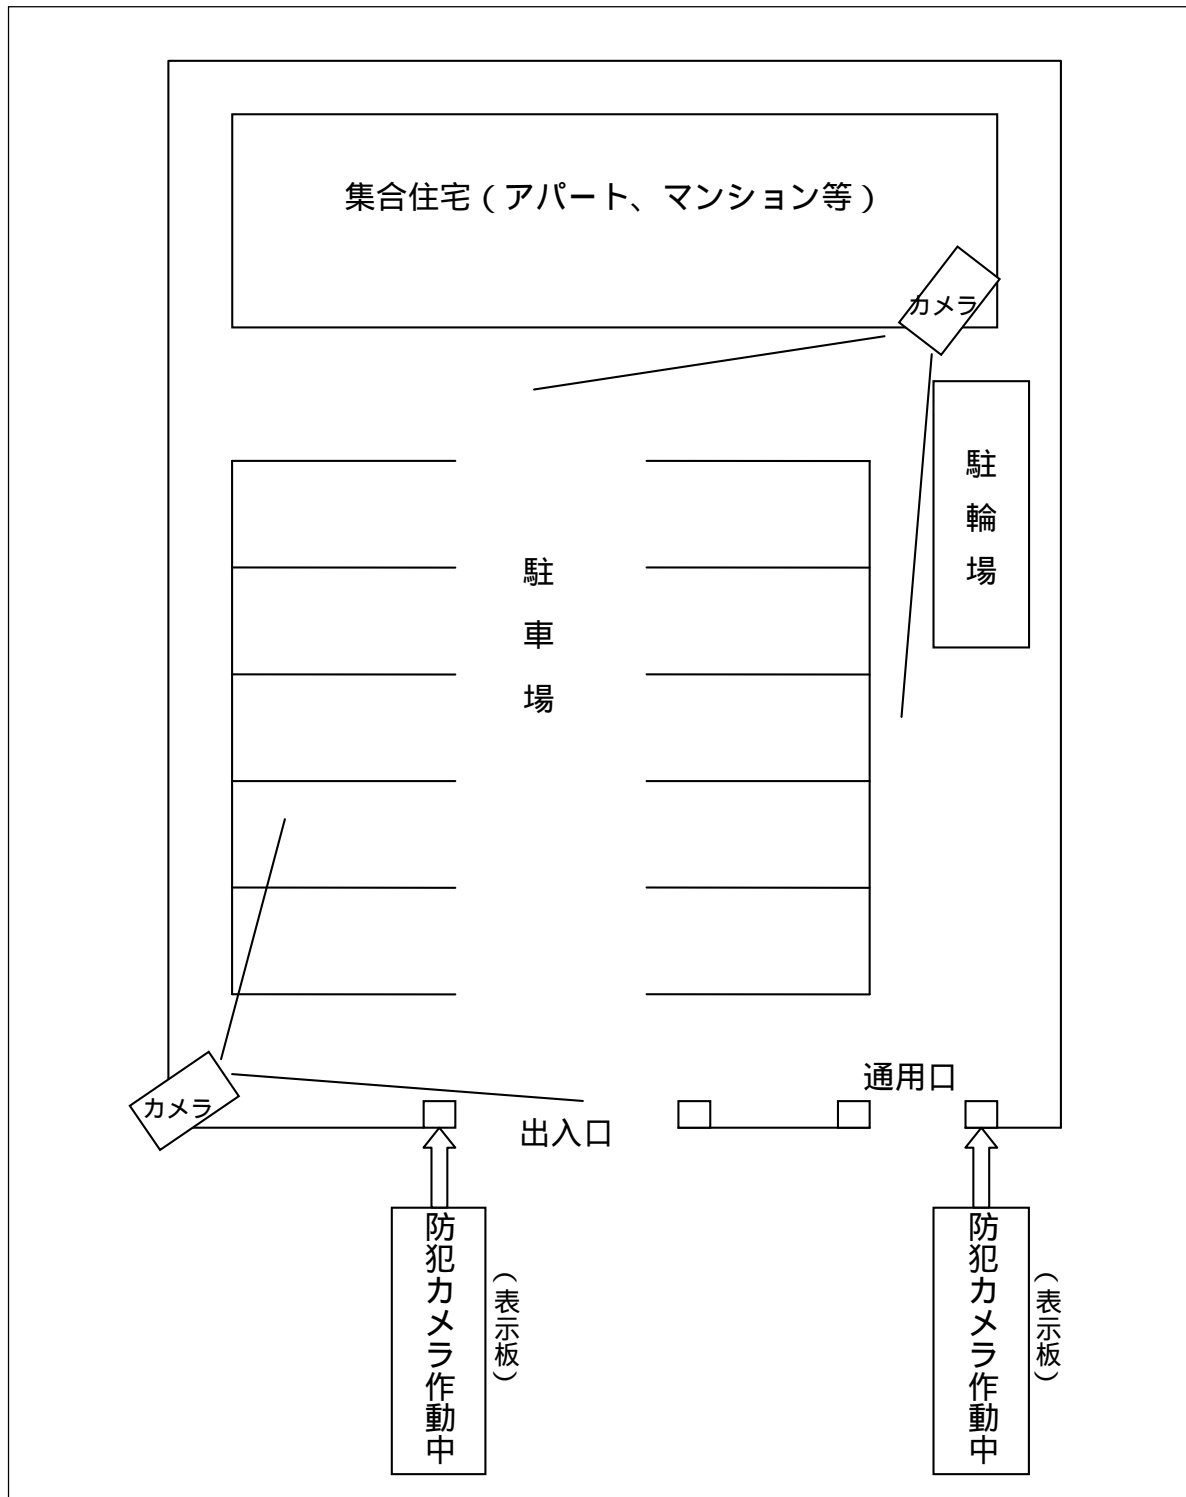 集合住宅（アパート、マンション等）
カメラ
駐輪場
駐車場
通用口
カメラ
出入口
防犯カメラ作動中
（表示板）
防犯カメラ作動中
（表示板）